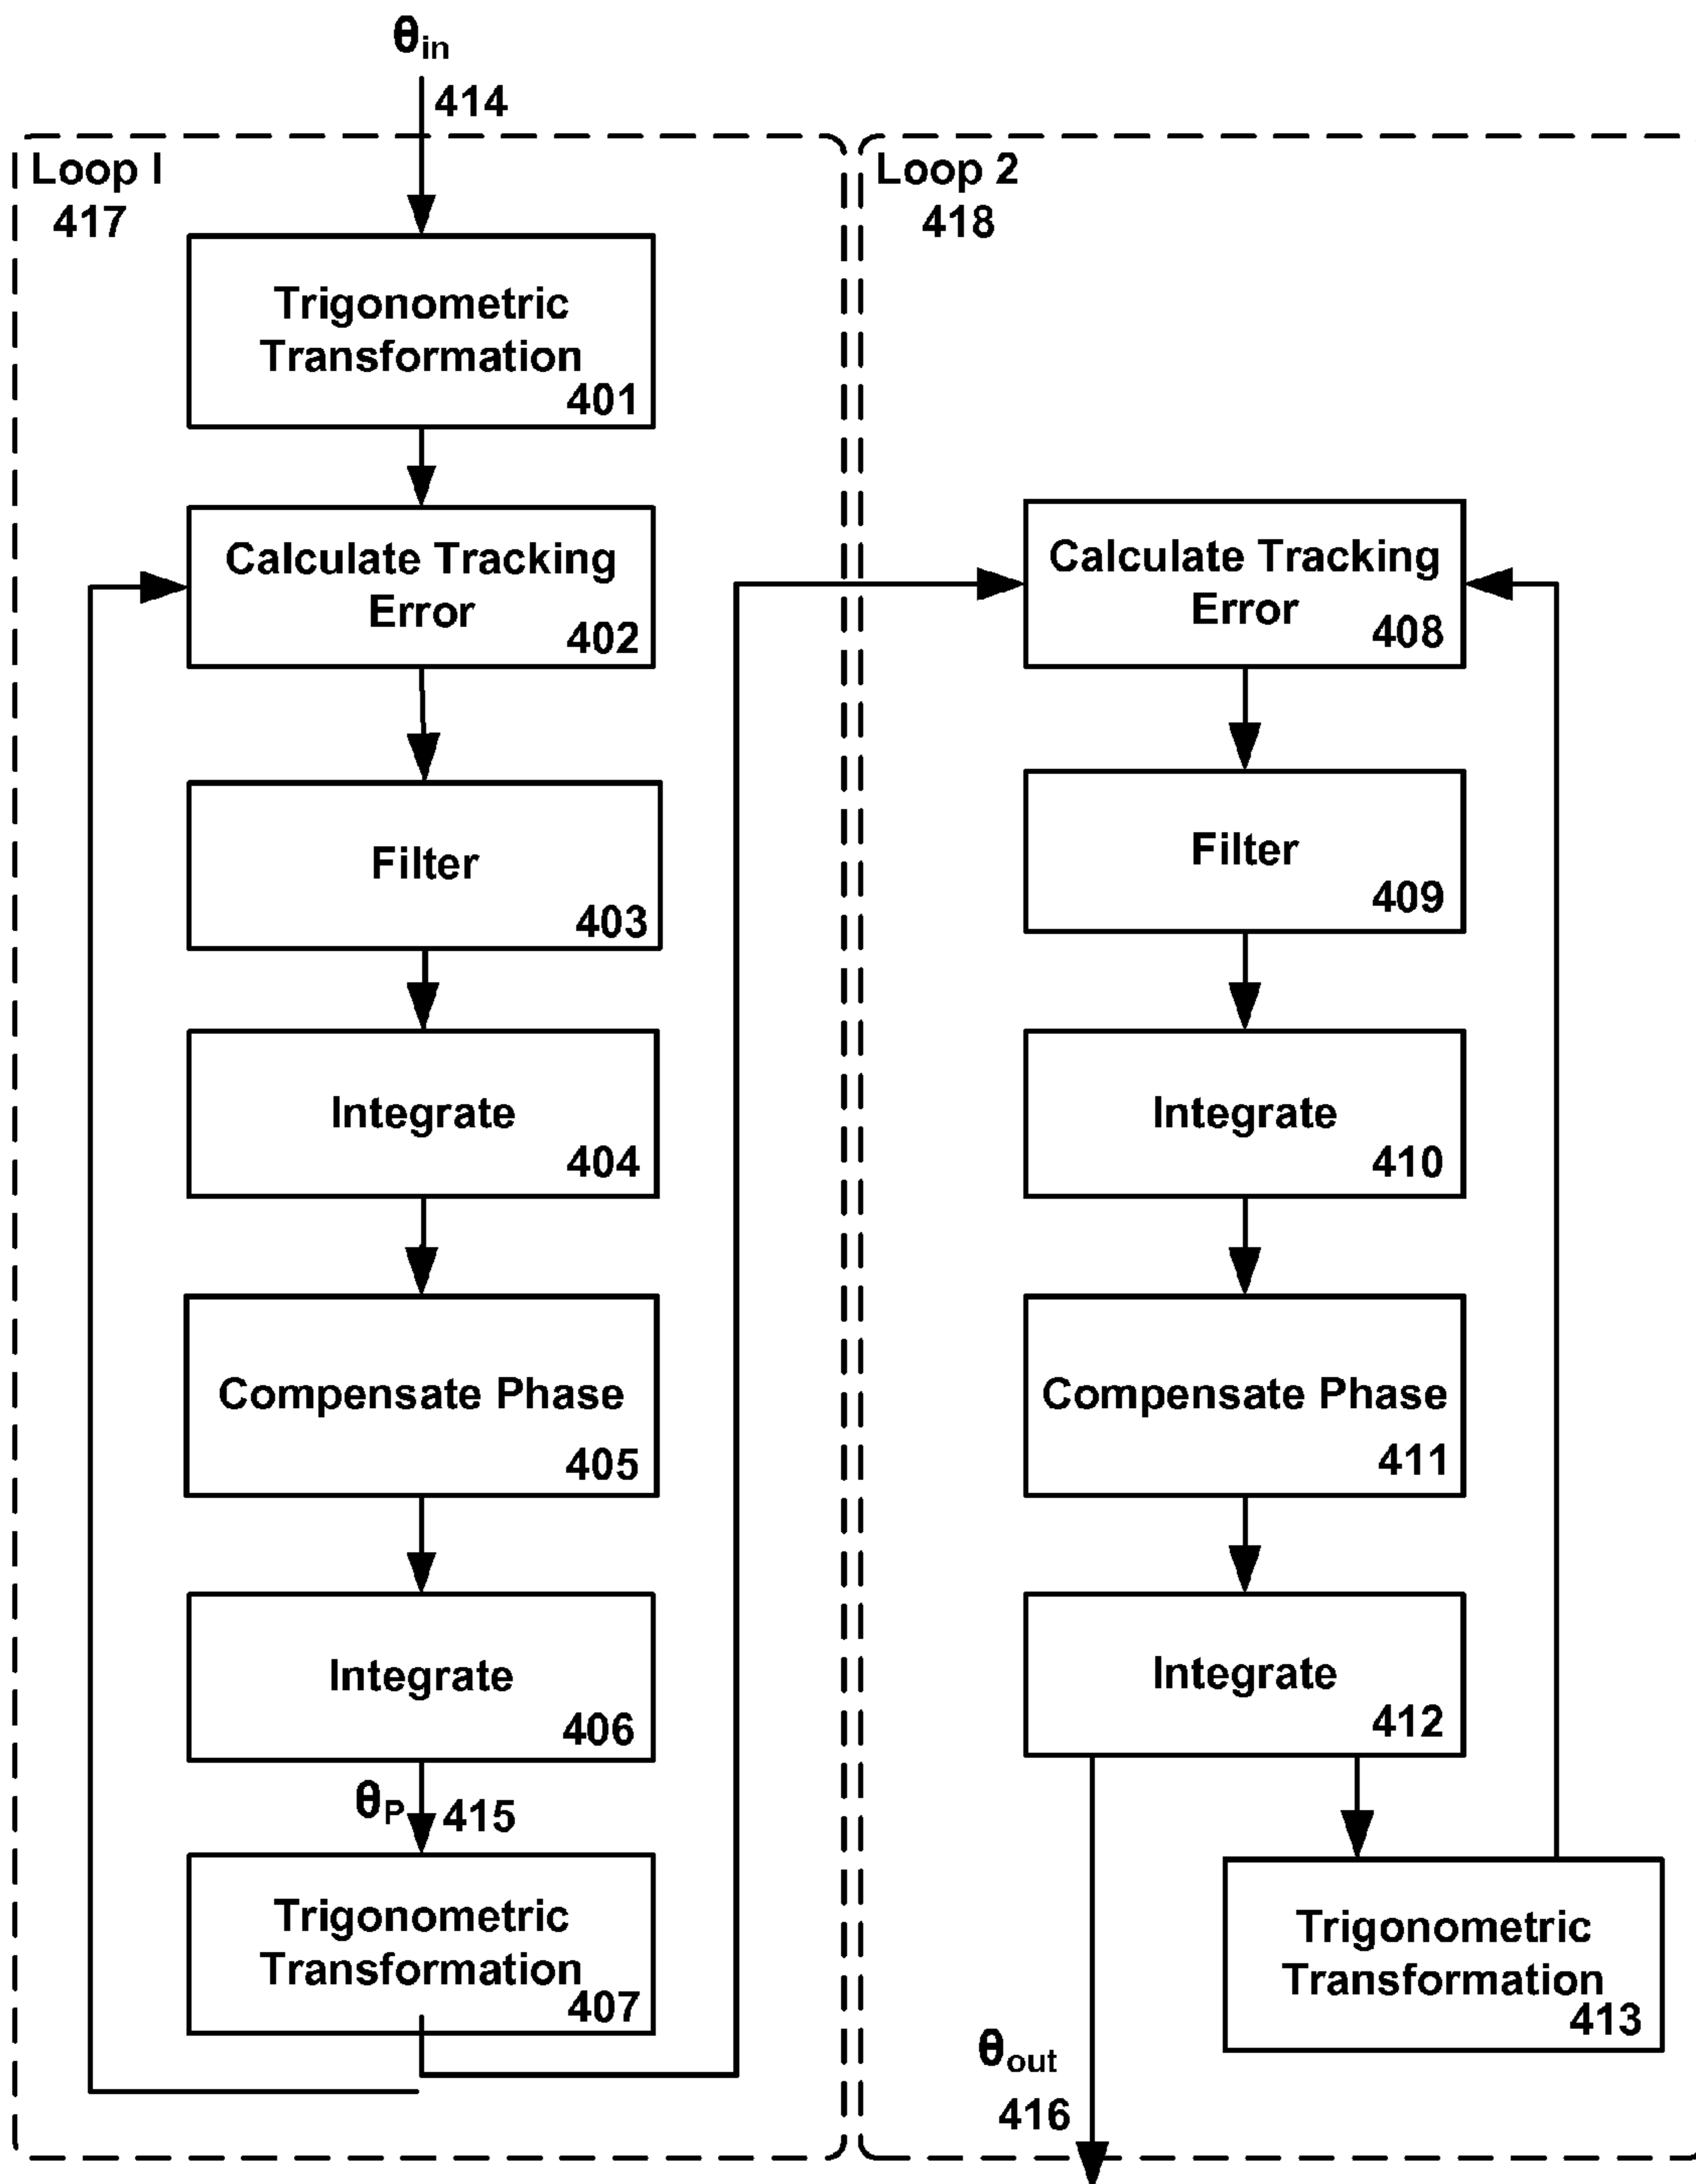 θin
414
Loop I
417
Trigonometric
Transformation
401
Calculate Tracking
Error
402
Filter
403
Integrate
404
Compensate Phase
405
Integrate
406
θP
415
Trigonometric
Transformation
407
Loop 2
418
Calculate Tracking
Error
408
Filter
409
Integrate
410
Compensate Phase
411
Integrate
412
Trigonometric
Transformation
413
θout
416